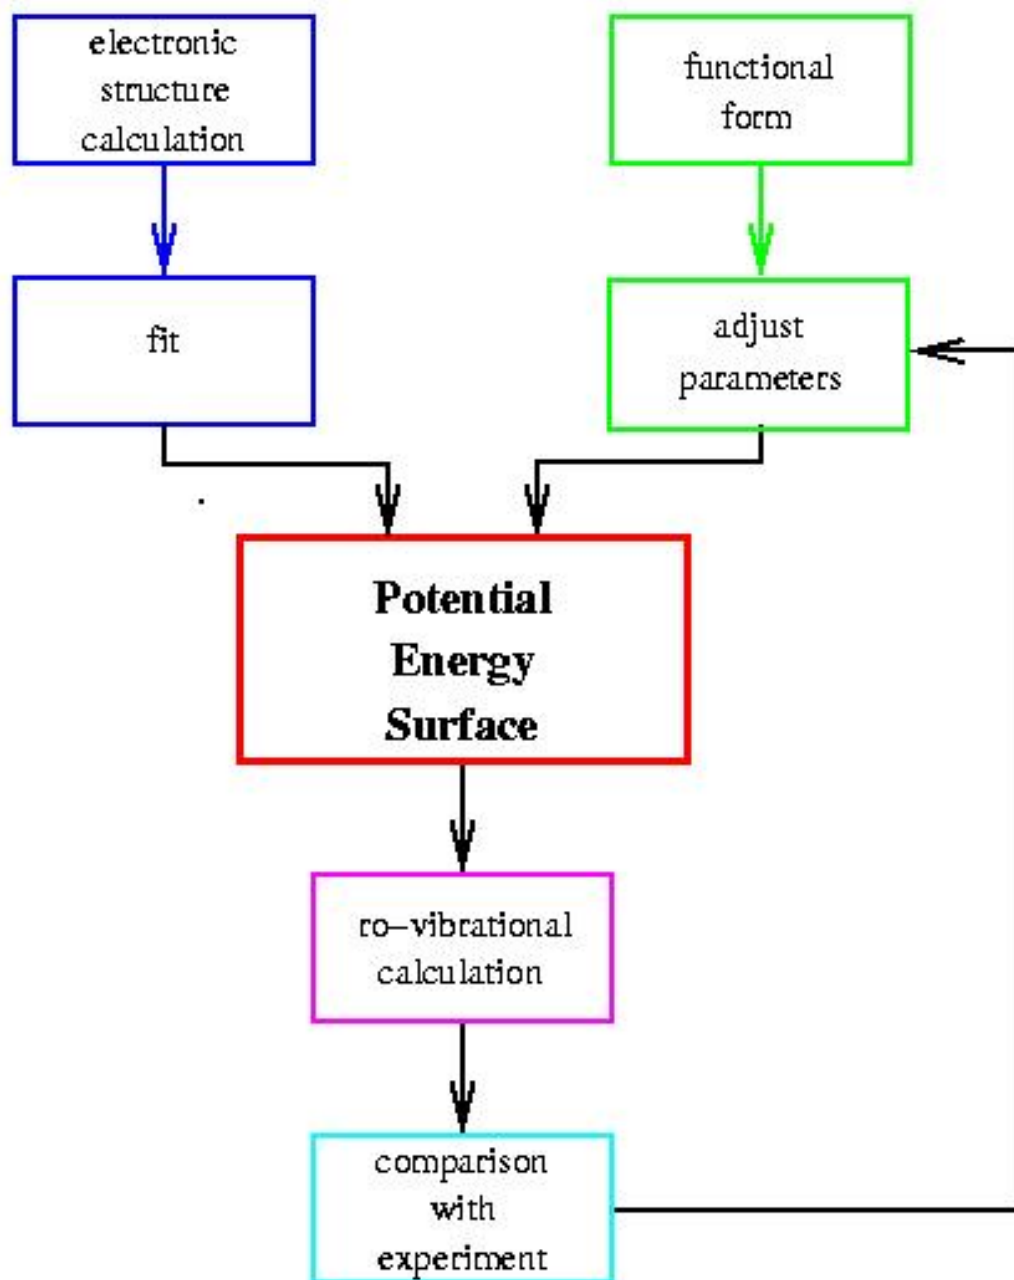 electronic
structure
calculation
functional
form
fit
adjust
parameters
Potential
Energy
Surface
ro-vibrational
calculation
comparison
with
experiment